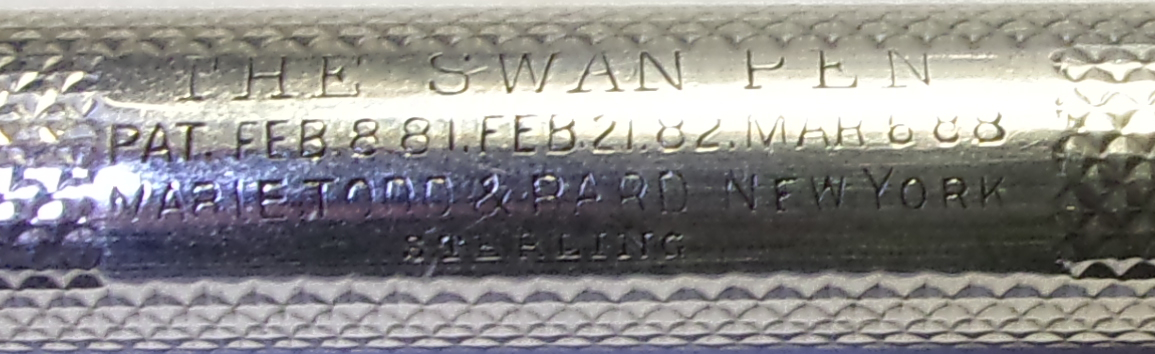 THE SWAN PEN
PAT. FEB. 8 81. FEB. 21. 82. MAR 6 88
MABIE TODD & BARD NEW YORK
STERLING